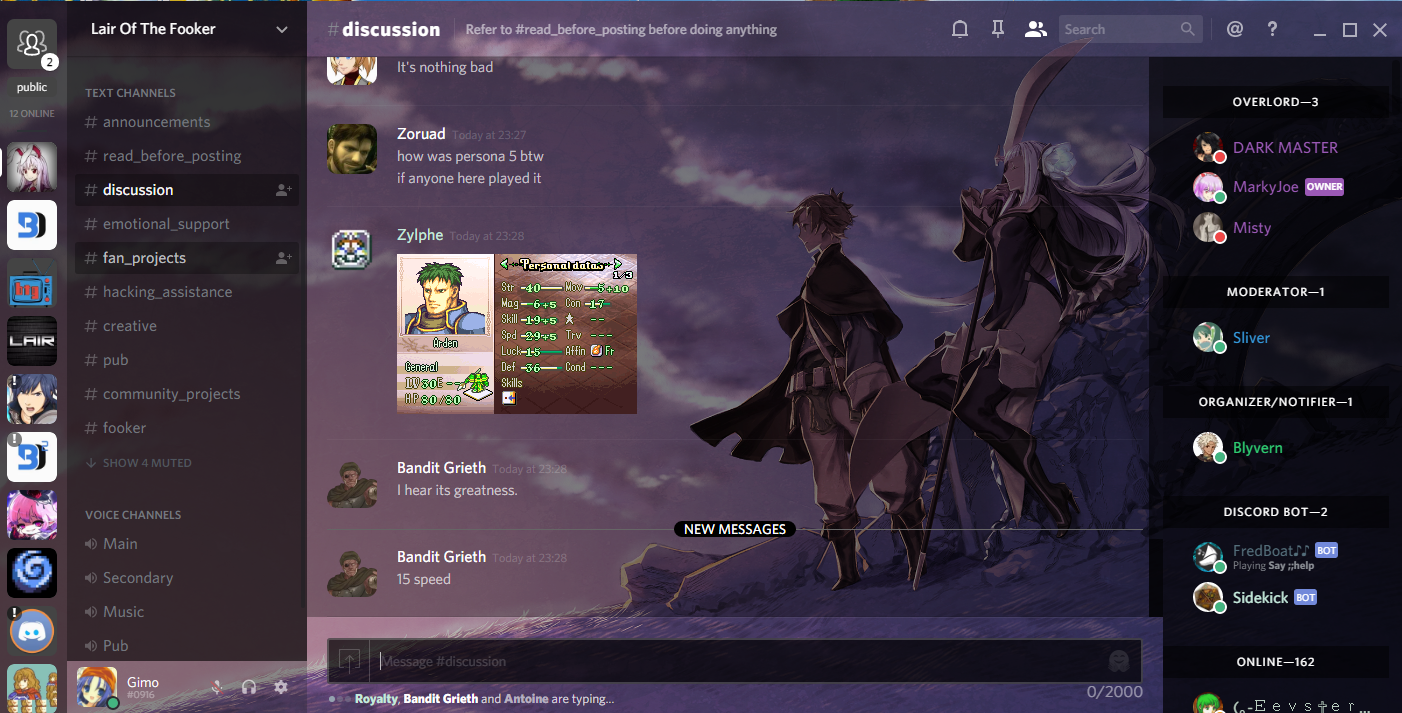 2
public
12 ONLINE
bog
LAIR
Lair Of The Fooker
TEXT CHANNELS
# announcements
# read_before_posting
# discussion
# emotional_support
# fan_projects
# hacking_assistance
# creative
# pub
# community_projects
# fooker
SHOW 4 MUTED
VOICE CHANNELS
Main
Secondary
Music
Pub
Gimo
#0916
#discussion
Refer to #read_before_posting before doing anything
Search
@
?
It's nothing bad
Zoruad Today at 23:27
how was persona 5 btw
if anyone here played it
Zylphe Today at 23:28
Personal data
1/3
Str 40 Mov 5+10
Mag 6+5 Con 17
Skill 19+5 --
Spd 29+5 Trv ---
Luck 15 Affin Fr
Def 36 Cond ---
Skills
Arden
General
LV 30 E --
HP 80/80
Bandit Grieth Today at 23:28
I hear its greatness.
NEW MESSAGES
Bandit Grieth Today at 23:28
15 speed
Message #discussion
Royalty, Bandit Grieth and Antoine are typing...
0/2000
OVERLORD—3
DARK MASTER
MarkyJoe OWNER
Misty
MODERATOR—1
Sliver
ORGANIZER/NOTIFIER—1
Blyvern
DISCORD BOT—2
FredBoat♪♪ BOT
Playing Say ;;help
Sidekick BOT
ONLINE—162